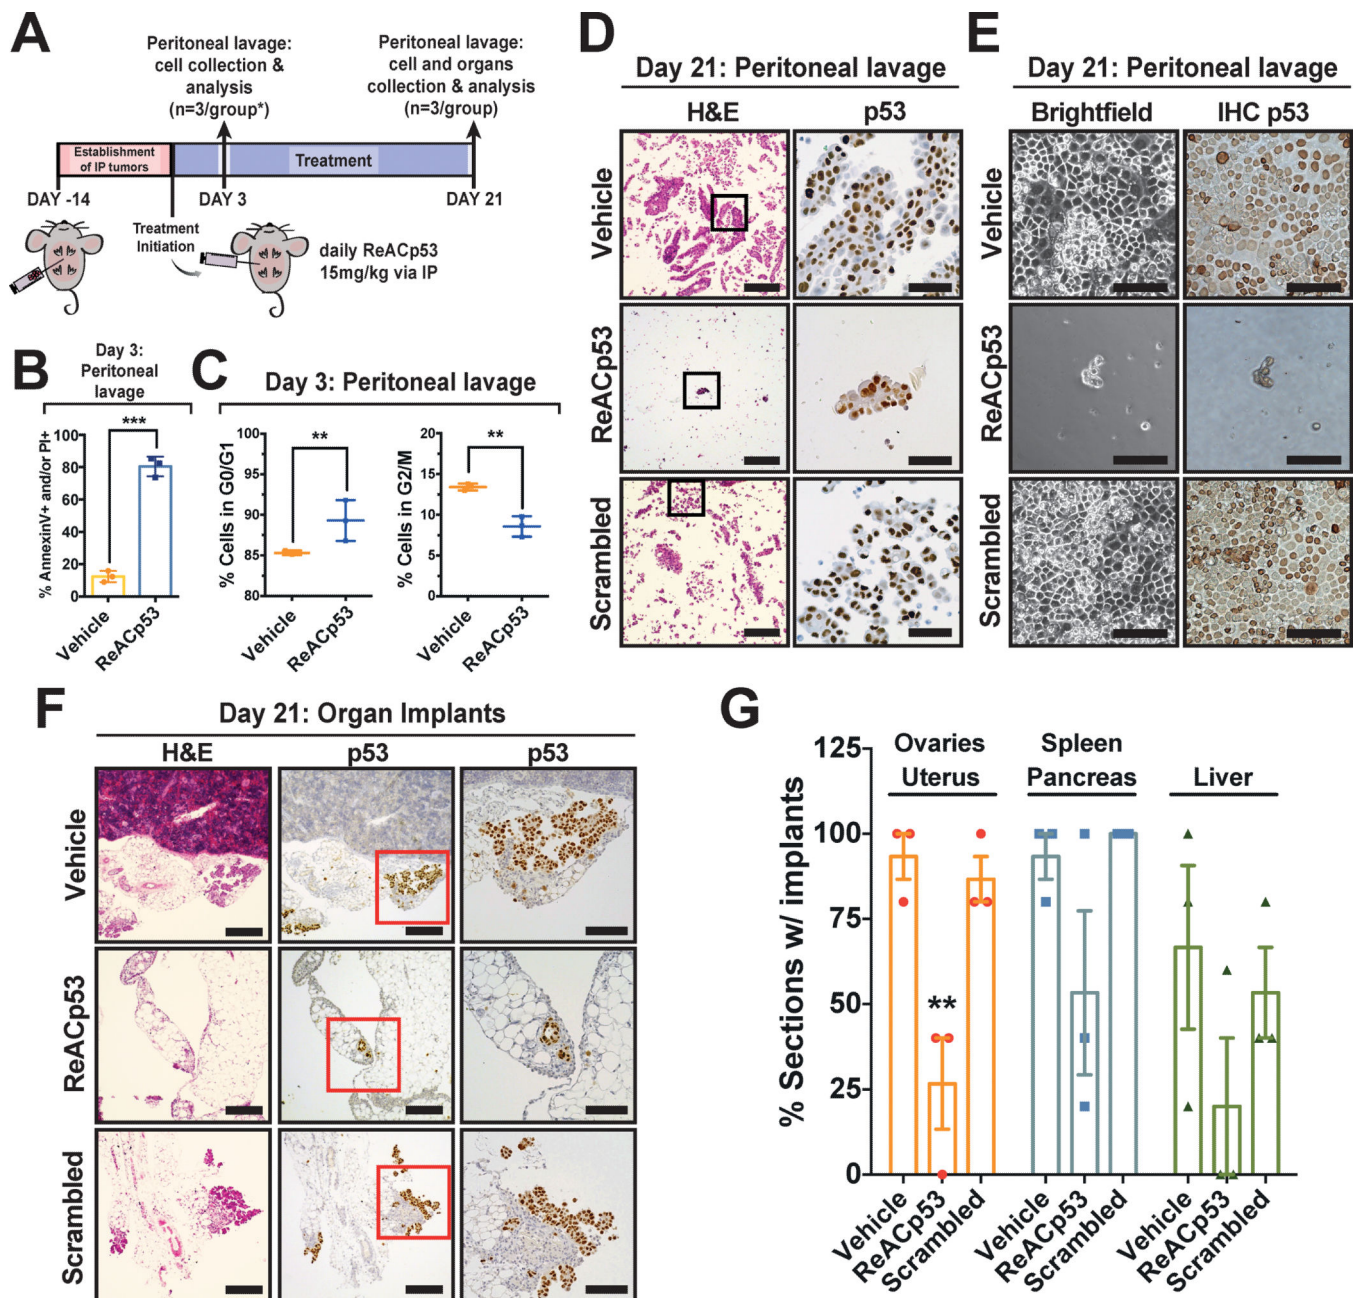 A
Peritoneal lavage:
cell collection &
analysis
(n=3/group*)
Peritoneal lavage:
cell and organs
collection & analysis
(n=3/group)
Establishment
of IP tumors
Treatment
DAY -14
DAY 3
DAY 21
Treatment
Initiation
daily ReACp53
15mg/kg via IP
B
Day 3:
Peritoneal
lavage
***
% AnnexinV+ and/or PI+
100
80
60
40
20
0
Vehicle
ReACp53
C
Day 3: Peritoneal lavage
**
% Cells in G0/G1
100
95
90
85
80
Vehicle
ReACp53
**
% Cells in G2/M
20
15
10
5
0
Vehicle
ReACp53
D
Day 21: Peritoneal lavage
H&E
p53
Vehicle
ReACp53
Scrambled
E
Day 21: Peritoneal lavage
Brightfield
IHC p53
Vehicle
ReACp53
Scrambled
F
Day 21: Organ Implants
H&E
p53
p53
Vehicle
ReACp53
Scrambled
G
% Sections w/ implants
125
100
75
50
25
0
Ovaries
Uterus
Spleen
Pancreas
Liver
**
Vehicle
ReACp53
Scrambled
Vehicle
ReACp53
Scrambled
Vehicle
ReACp53
Scrambled